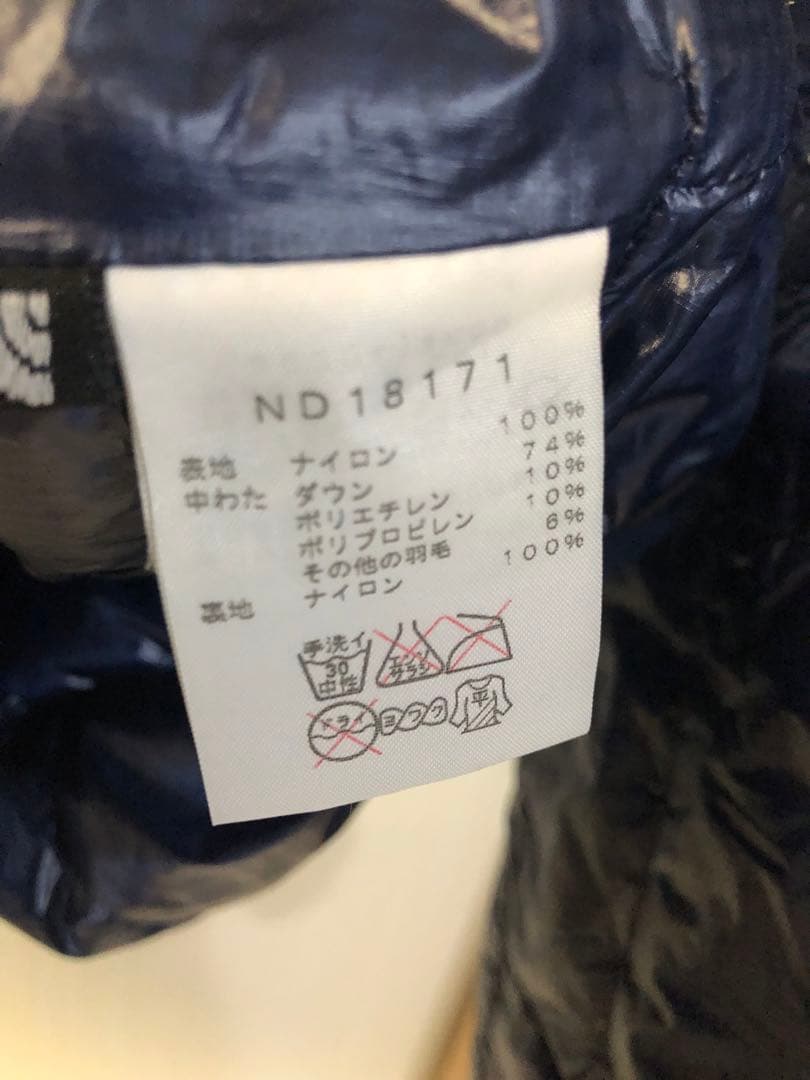 ND18171
表地 ナイロン 100%
中わた ダウン 74%
ポリエチレン 10%
ポリプロピレン 10%
その他の羽毛 6%
裏地 ナイロン 100%
手洗イ
30
中性
エンソ
サラシ
ドライ
ヨワク
平